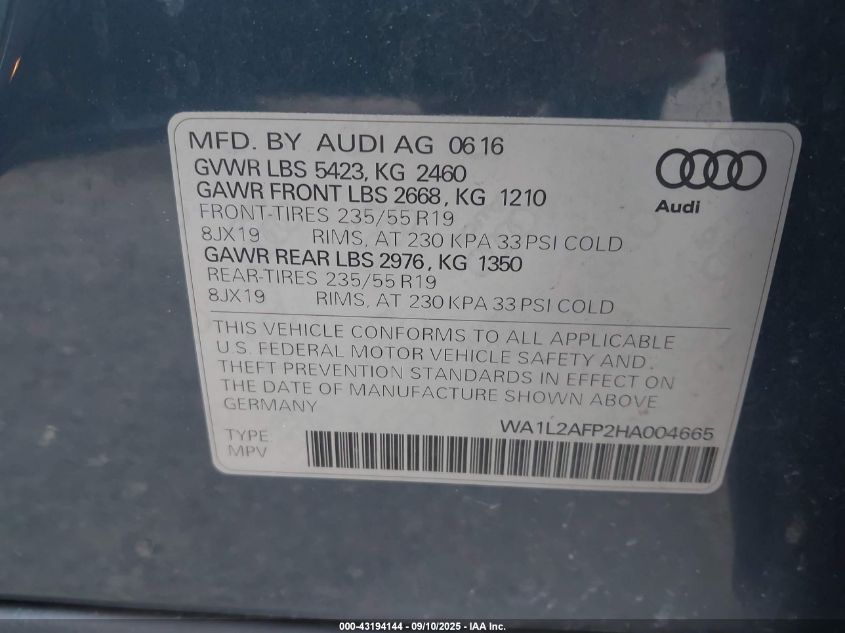 MFD. BY AUDI AG 0616
GVWR LBS 5423, KG 2460
GAWR FRONT LBS 2668, KG 1210
FRONT-TIRES 235/55 R19
8JX19 RIMS, AT 230 KPA 33 PSI COLD
GAWR REAR LBS 2976, KG 1350
REAR-TIRES 235/55 R19
8JX19 RIMS, AT 230 KPA 33 PSI COLD
Audi
THIS VEHICLE CONFORMS TO ALL APPLICABLE
U.S. FEDERAL MOTOR VEHICLE SAFETY AND
THEFT PREVENTION STANDARDS IN EFFECT ON
THE DATE OF MANUFACTURE SHOWN ABOVE
GERMANY
WA1L2AFP2HA004665
TYPE:
MPV
000-43194144 - 09/10/2025 - IAA Inc.